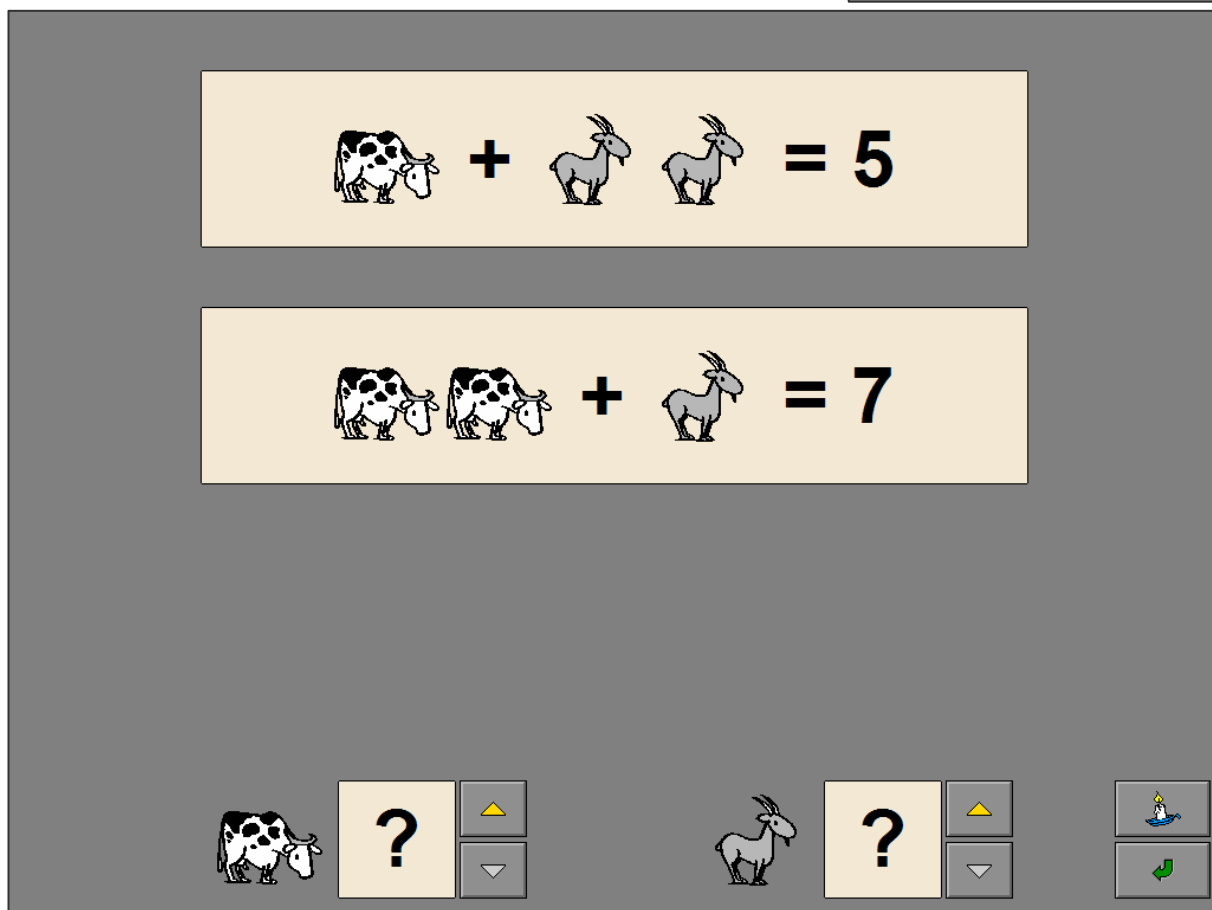 + = 5
+ = 7
? ?